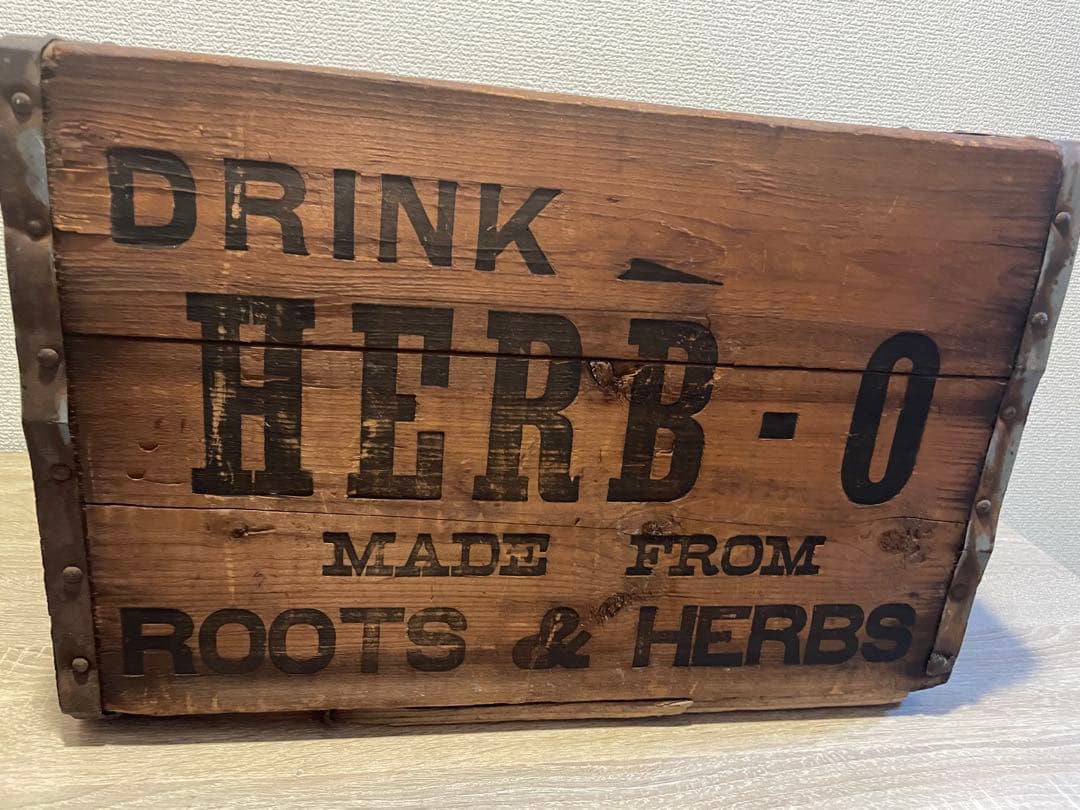 DRINK
HERB-O
MADE FROM
ROOTS & HERBS